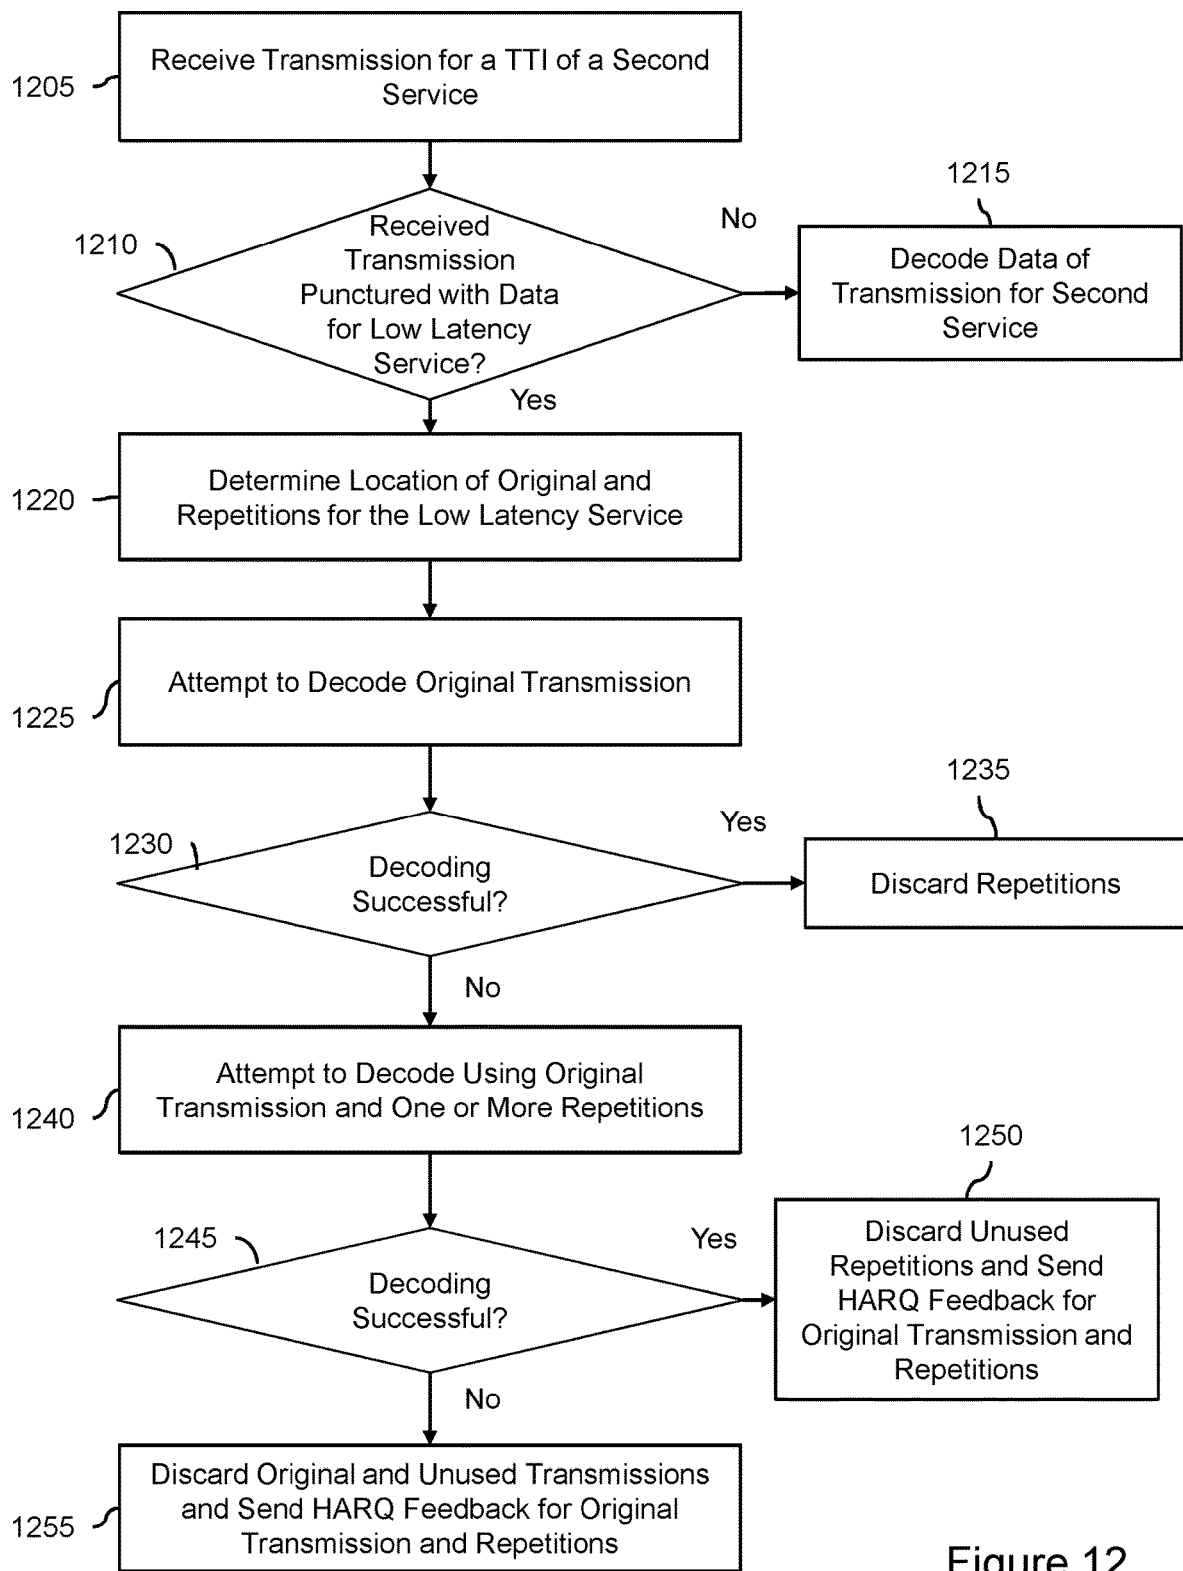 Receive Transmission for a TTI of a Second
Service
1205
1215
No
Received
Transmission
Punctured with Data
for Low Latency
Service?
1210
Decode Data of
Transmission for Second
Service
Yes
Determine Location of Original and
Repetitions for the Low Latency Service
1220
Attempt to Decode Original Transmission
1225
1235
Yes
1230
Decoding
Successful?
Discard Repetitions
No
Attempt to Decode Using Original
Transmission and One or More Repetitions
1240
1250
1245
Yes
Decoding
Successful?
Discard Unused
Repetitions and Send
HARQ Feedback for
Original Transmission and
Repetitions
No
Discard Original and Unused Transmissions
and Send HARQ Feedback for Original
Transmission and Repetitions
1255
Figure 12